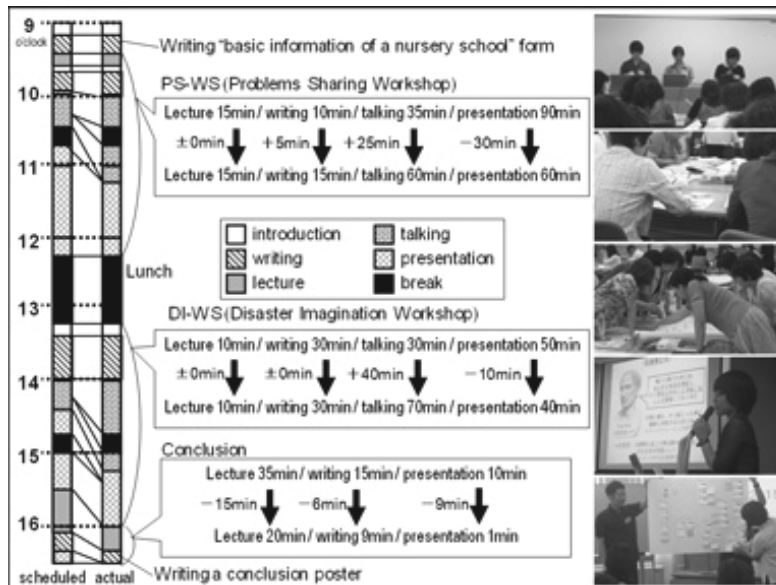 9
o'clock
10
11
12
13
14
15
16
scheduled actual
Writing "basic information of a nursery school" form
PS-WS (Problems Sharing Workshop)
Lecture 15min/ writing 10min/ talking 35min/ presentation 90min
±0min +5min +25min −30min
Lecture 15min/ writing 15min/ talking 60min/ presentation 60min
introduction talking
writing presentation
lecture break
Lunch
DI-WS (Disaster Imagination Workshop)
Lecture 10min/ writing 30min/ talking 30min/ presentation 50min
±0min ±0min +40min −10min
Lecture 10min/ writing 30min/ talking 70min/ presentation 40min
Conclusion
Lecture 35min/ writing 15min/ presentation 10min
−15min −6min −9min
Lecture 20min/ writing 9min/ presentation 1min
Writing a conclusion poster